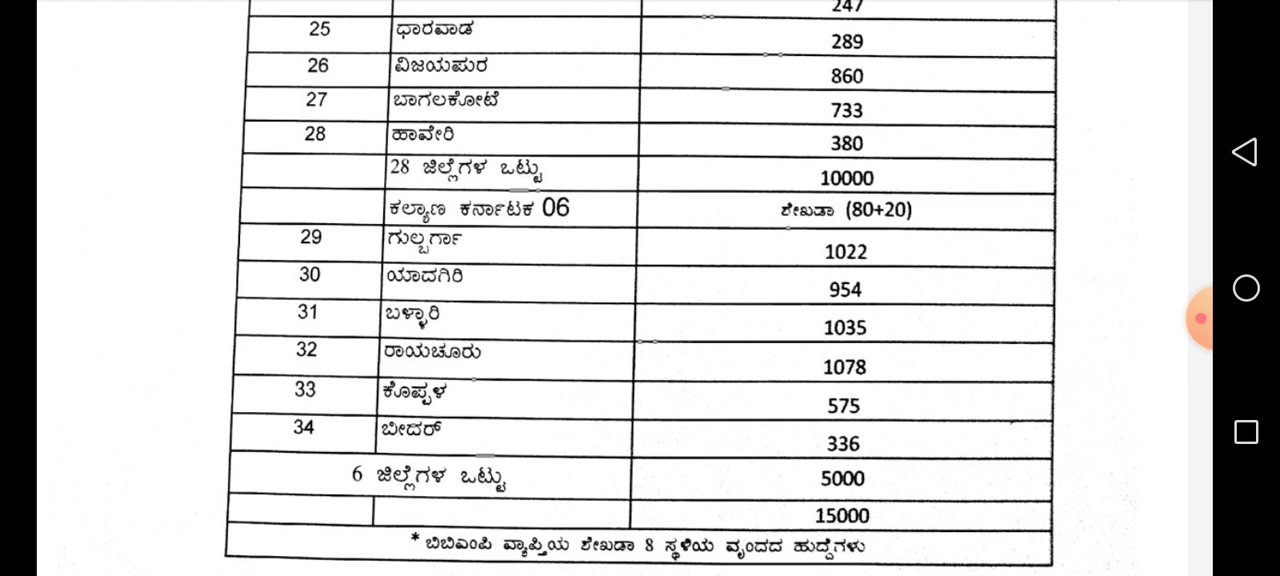 247
25 ಧಾರವಾಡ 289
26 ವಿಜಯಪುರ 860
27 ಬಾಗಲಕೋಟೆ 733
28 ಹಾವೇರಿ 380
28 ಜಿಲ್ಲೆಗಳ ಒಟ್ಟು 10000
ಕಲ್ಯಾಣ ಕರ್ನಾಟಕ 06 ಶೇಖಡಾ (80+20)
29 ಗುಲ್ಬರ್ಗಾ 1022
30 ಯಾದಗಿರಿ 954
31 ಬಳ್ಳಾರಿ 1035
32 ರಾಯಚೂರು 1078
33 ಕೊಪ್ಪಳ 575
34 ಬೀದರ್ 336
6 ಜಿಲ್ಲೆಗಳ ಒಟ್ಟು 5000
15000
* ಬಿಬಿಎಂಪಿ ವ್ಯಾಪ್ತಿಯ ಶೇಖಡಾ 8 ಸ್ಥಳಿಯ ವೃಂದದ ಹುದ್ದೆಗಳು